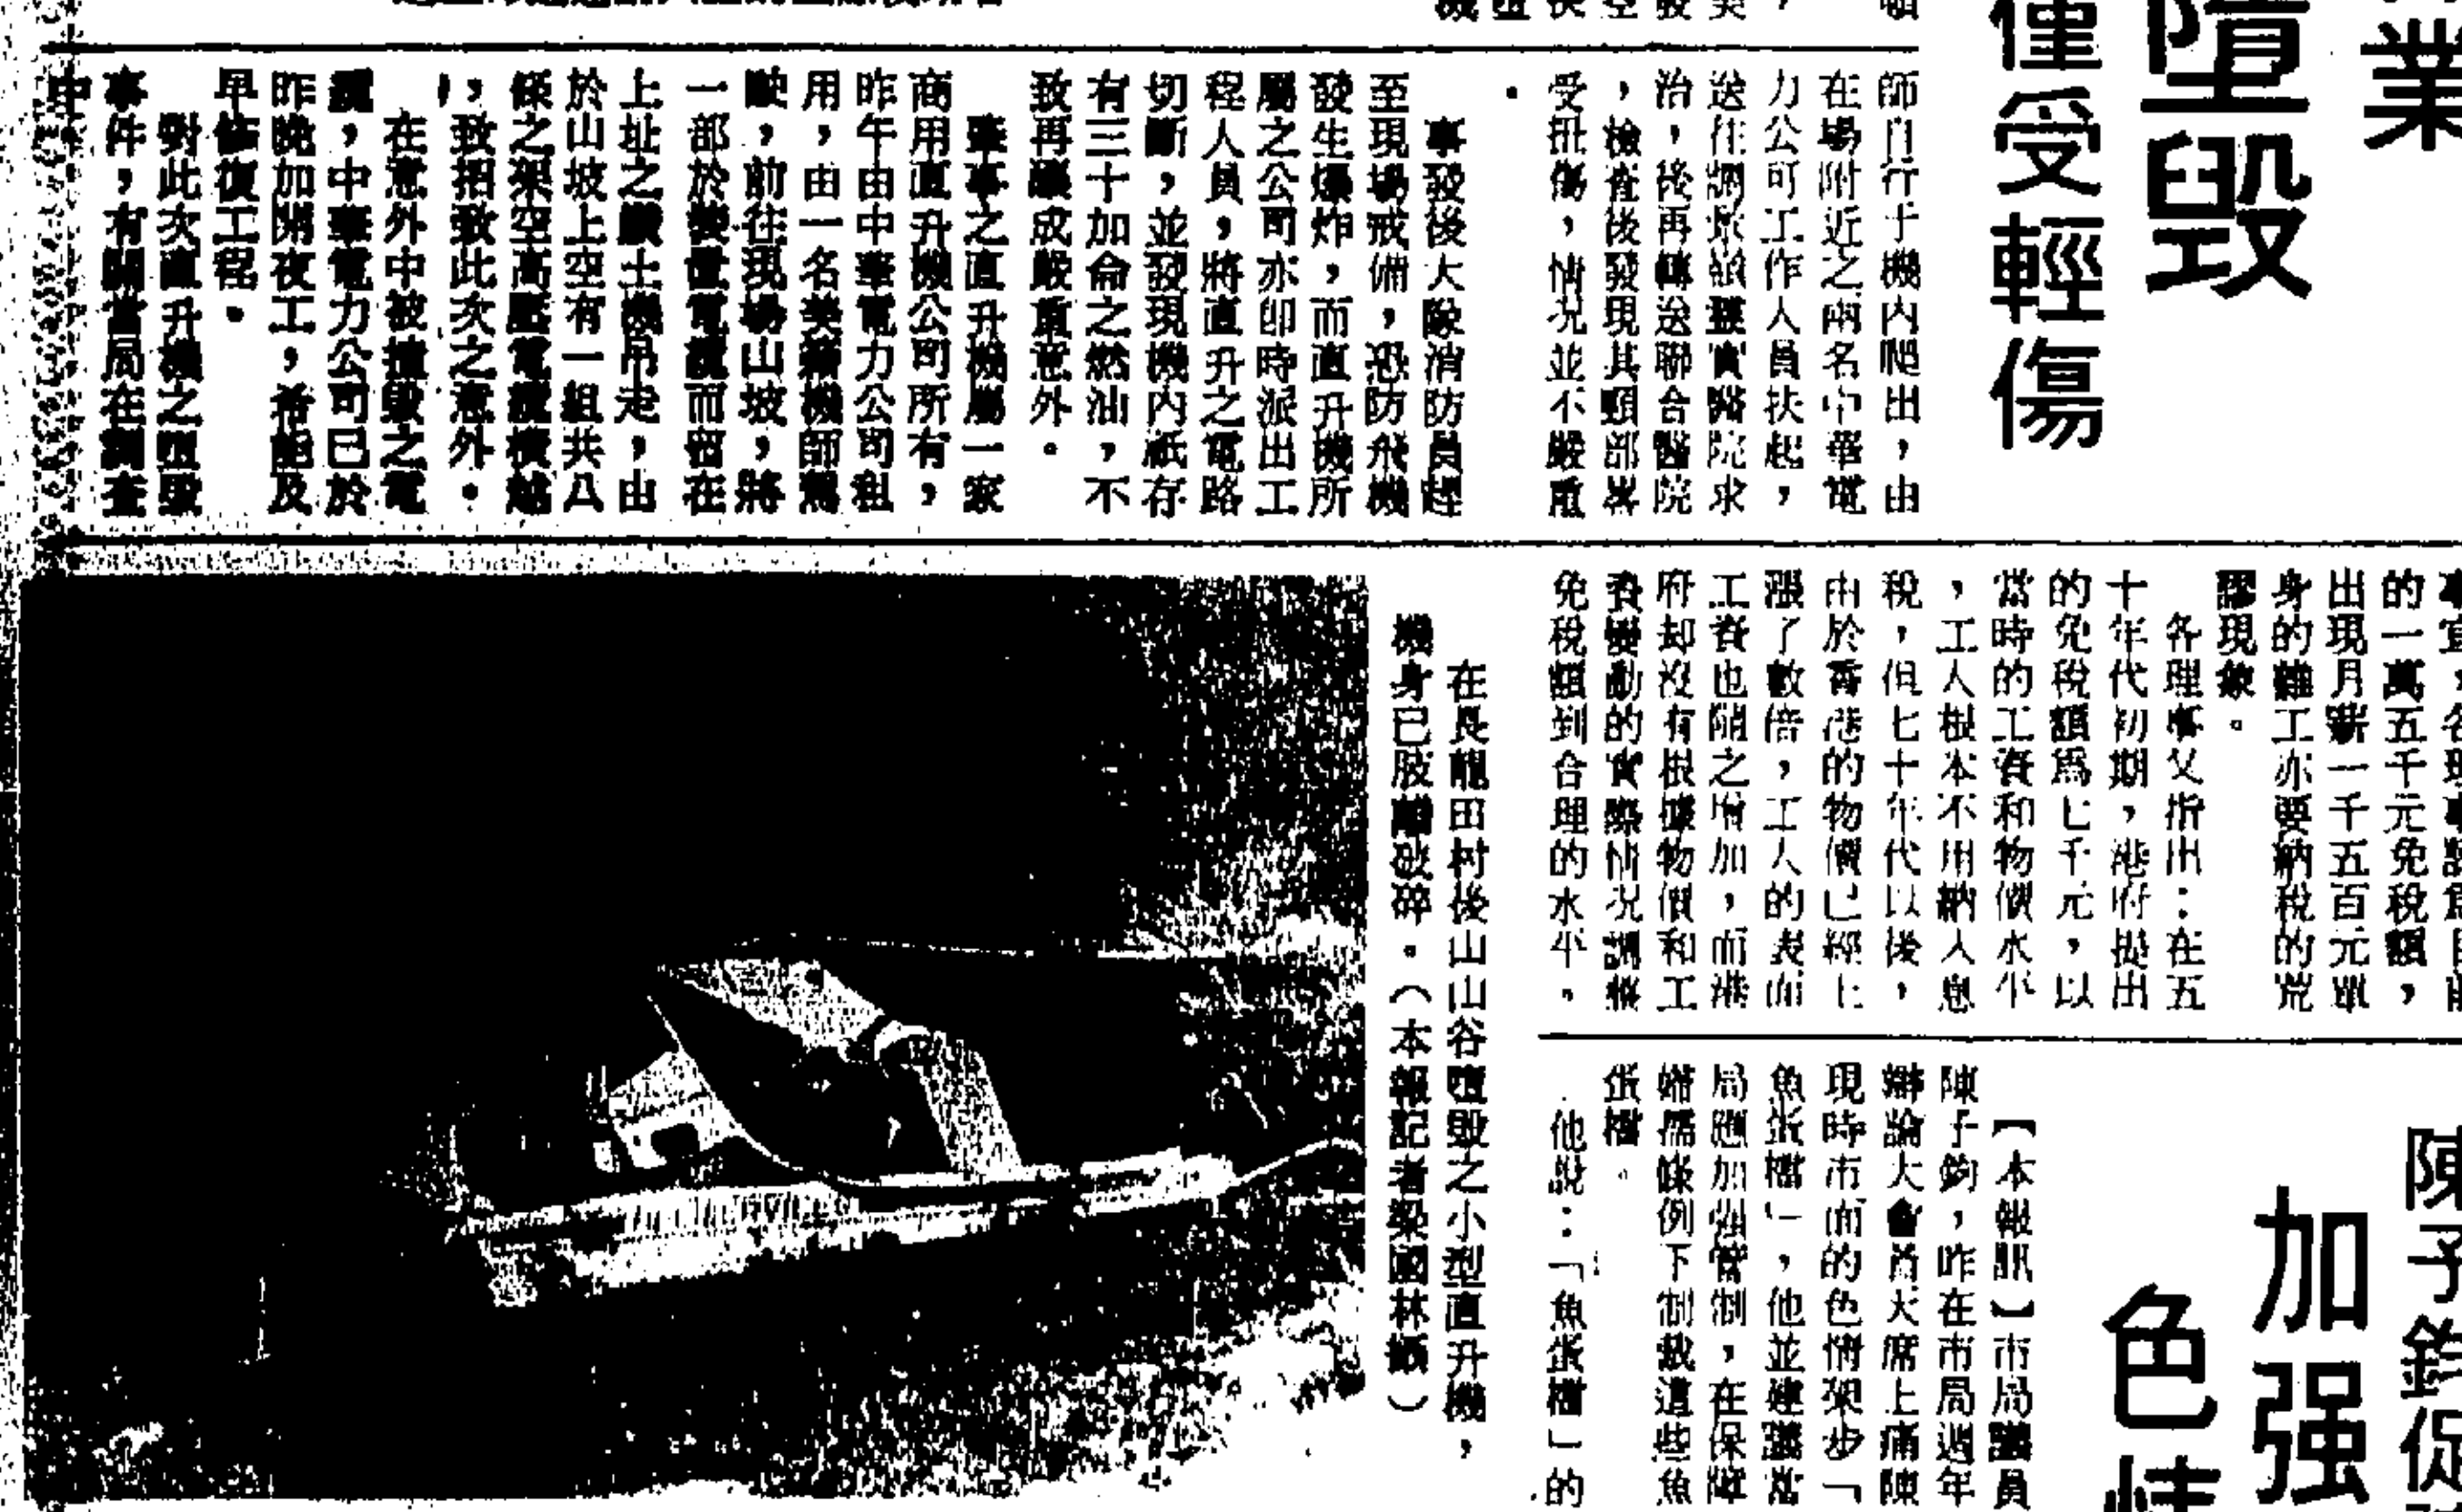 業
墮毀
僅受輕傷
師自行于機內爬出，由
在場附近之兩名中華電
力公司工作人員扶起，
送往調景嶺靈實醫院求
治，後再轉送聯合醫院
，檢查後發現其頸部畧
受扭傷，情况並不嚴重
。
事發後大隊消防員趕
至現場戒備，恐防飛機
發生爆炸，而直升機所
屬之公司亦即時派出工
程人員，將直升之電路
切斷，並發現機內祇存
有三十加侖之燃油，不
致再釀成嚴重意外。
肇事之直升機屬一家
商用直升機公司所有，
昨午由中華電力公司租
用，由一名美籍機師駕
駛，前往現場山坡，將
一部於裝置電纜而留在
上址之鑽土機吊走，由
於山坡上空有一組共八
條之架空高壓電纜橫越
，致招致此次之意外。
在意外中被撞毀之電
纜，中華電力公司已於
昨晚加開夜工，希能及
早修復工程。
對此次直升機之墮毀
事件，有關當局在調查
中。
在長龍田村後山山谷墮毀之小型直升機，
機身已肢離破碎。（本報記者梁國林攝）
的一萬五千元免稅額，
出現月薪一千五百元單
身的雜工亦要納稅的荒
謬現象。
各理事又指出：在五
十年代初期，港府提出
的免稅額爲七千元，以
當時的工資和物價水平
，工人根本不用納入息
稅，但七十年代以後，
由於香港的物價已經上
漲了數倍，工人的表面
工資也隨之增加，而港
府却沒有根據物價和工
資變動的實際情况調整
免稅額到合理的水平。
陳子鈞促
加强
色情
【本報訊】市局議員
陳子鈞，昨在市局週年
辯論大會首天席上痛陳
現時市面的色情架步「
魚蛋檔」，他並建議當
局應加强管制，在保障
婦孺條例下制裁這些魚
蛋檔。
他說：「魚蛋檔」的